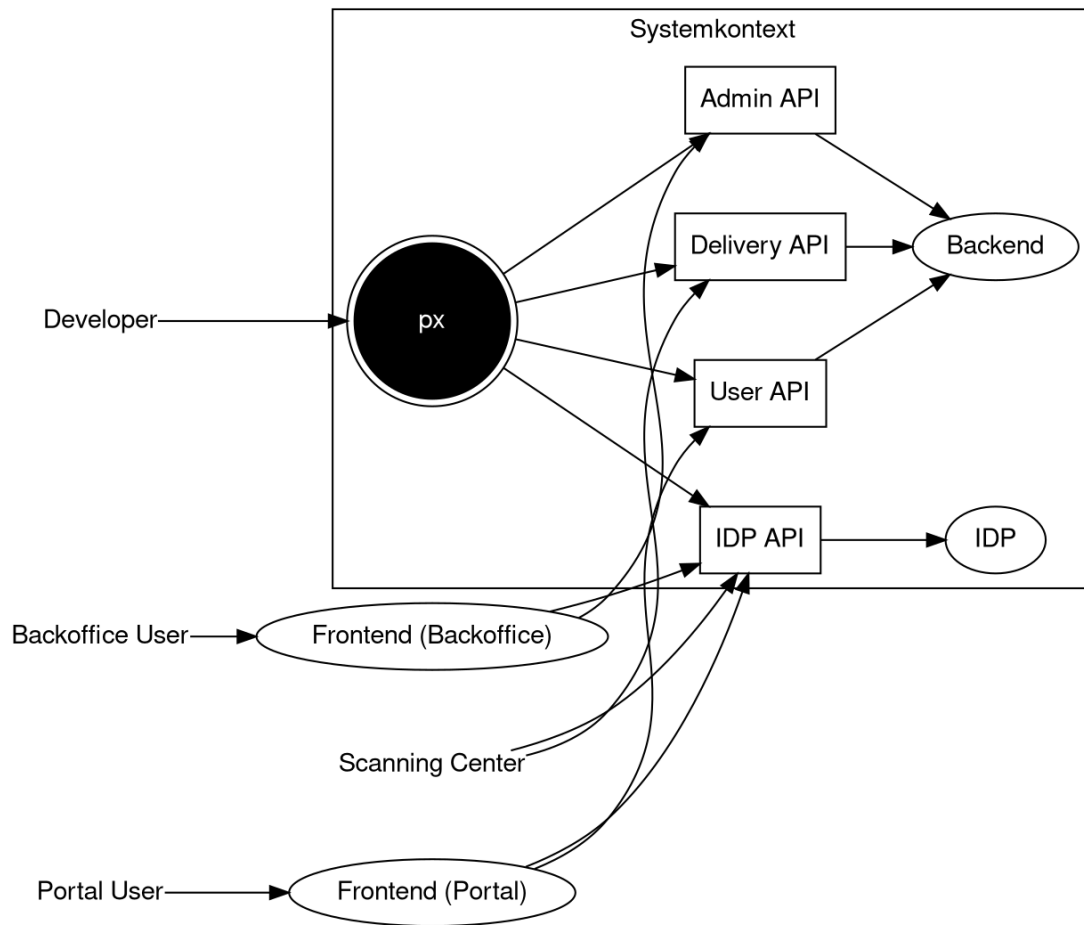 Systemkontext
Admin API
Delivery API
Backend
Developer
px
User API
IDP API
IDP
Backoffice User
Frontend (Backoffice)
Scanning Center
Portal User
Frontend (Portal)